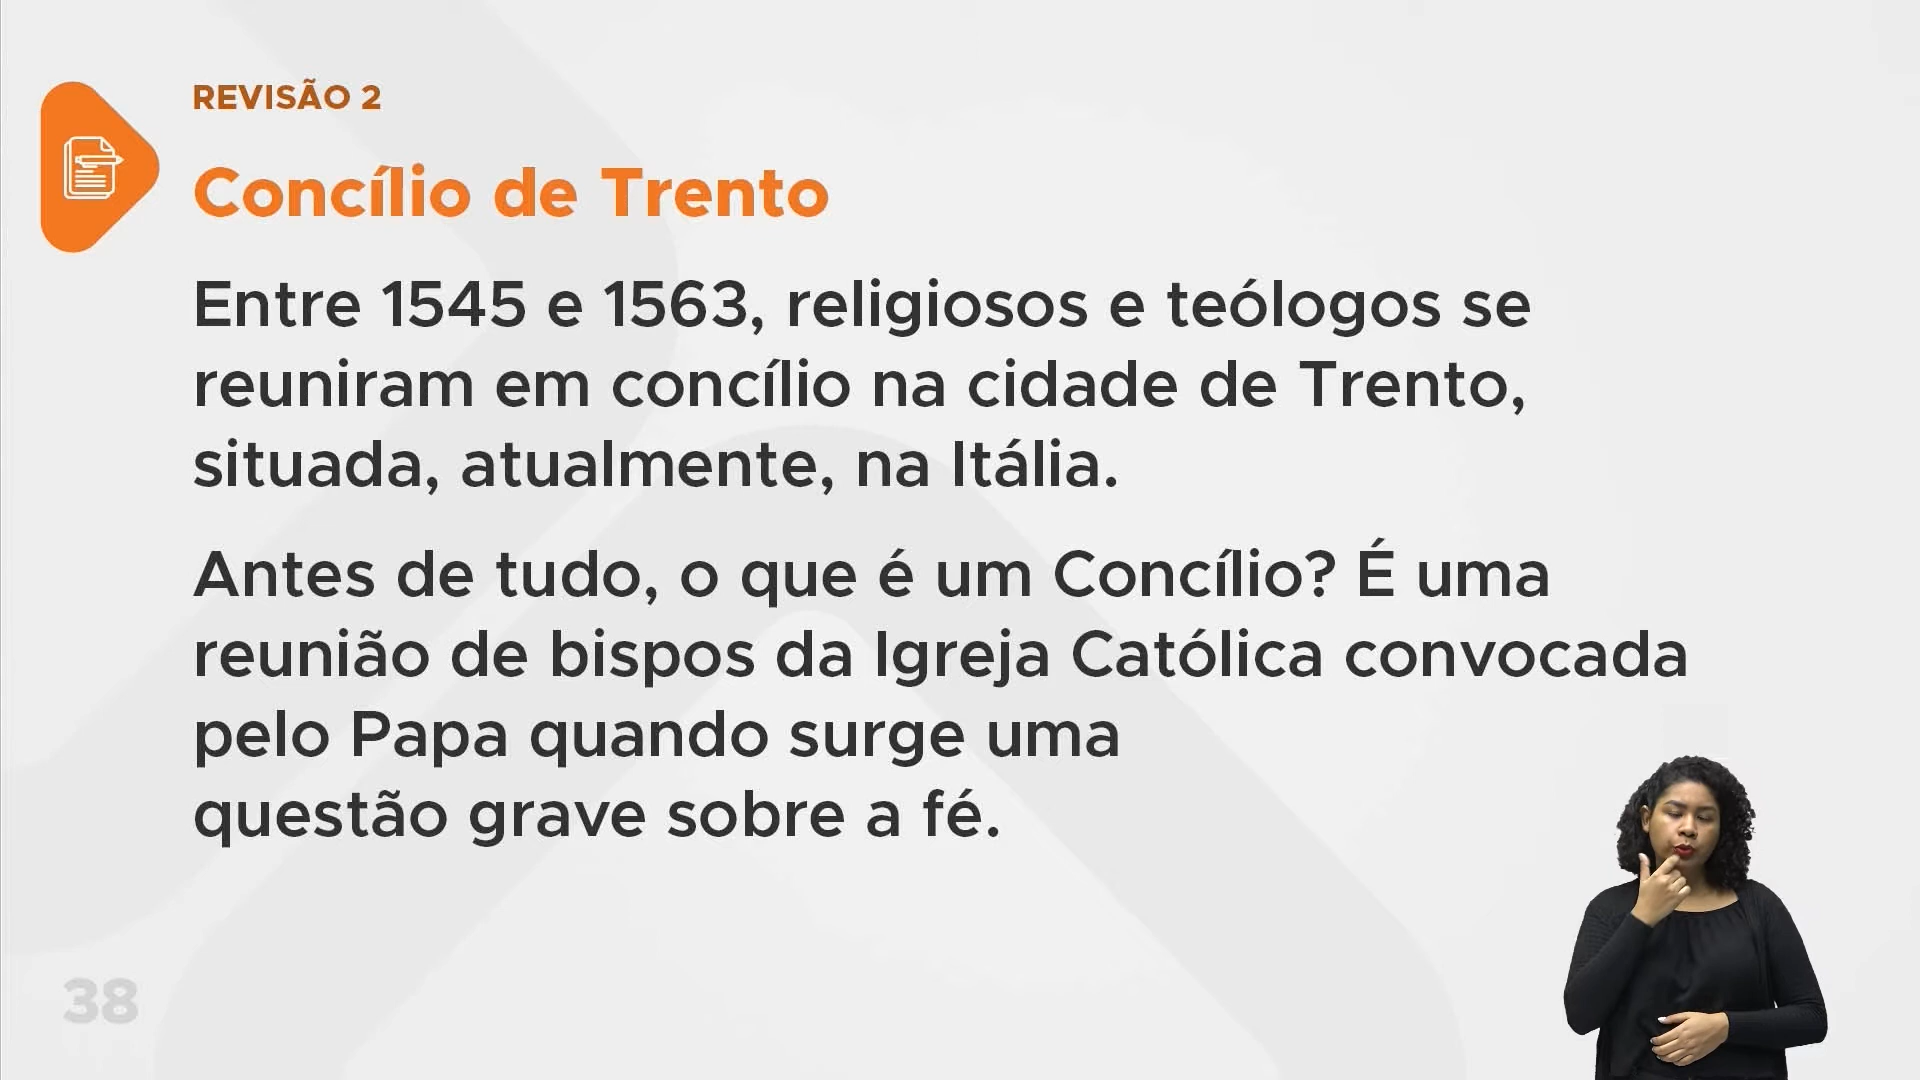 REVISÃO 2
Concílio de Trento
Entre 1545 e 1563, religiosos e teólogos se
reuniram em concílio na cidade de Trento,
situada, atualmente, na Itália.
Antes de tudo, o que é um Concílio? É uma
reunião de bispos da Igreja Católica convocada
pelo Papa quando surge uma
questão grave sobre a fé.
38